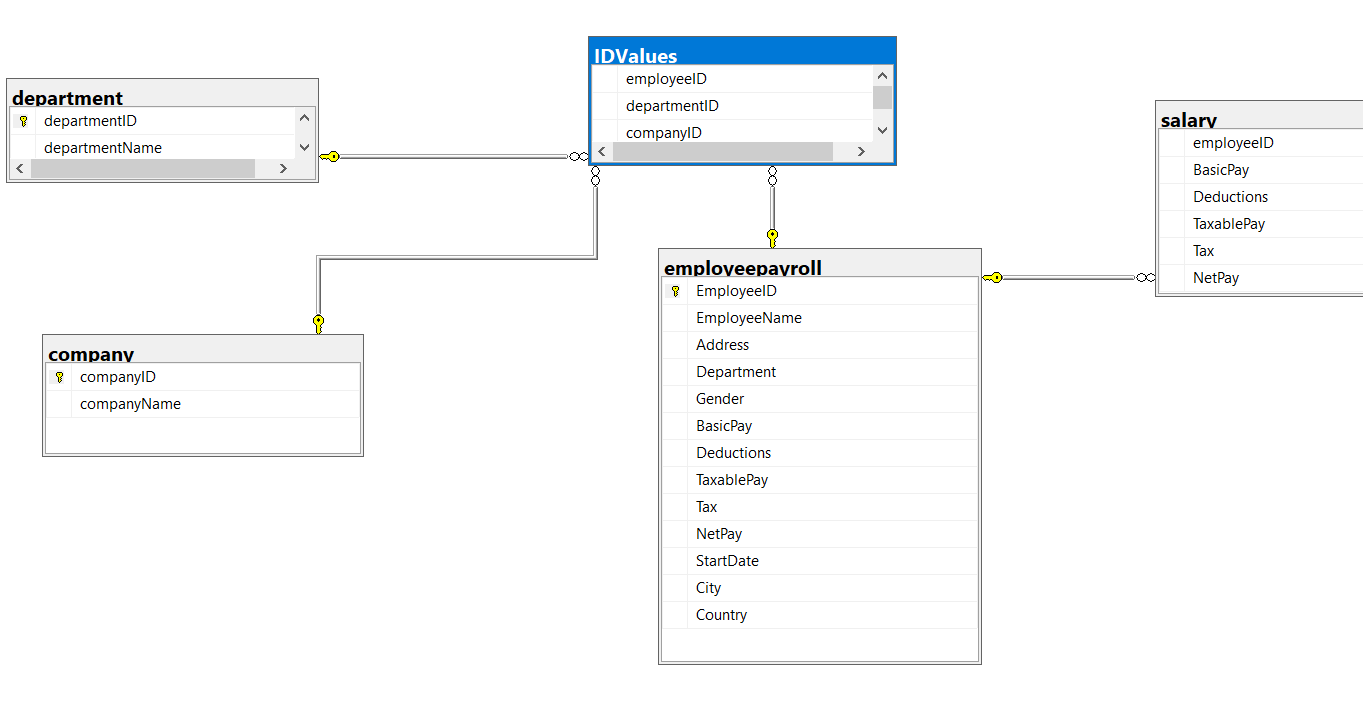 IDValues
employeeID
departmentID
companyID
department
departmentID
departmentName
salary
employeeID
BasicPay
Deductions
TaxablePay
Tax
NetPay
employeepayroll
EmployeeID
EmployeeName
Address
Department
Gender
BasicPay
Deductions
TaxablePay
Tax
NetPay
StartDate
City
Country
company
companyID
companyName